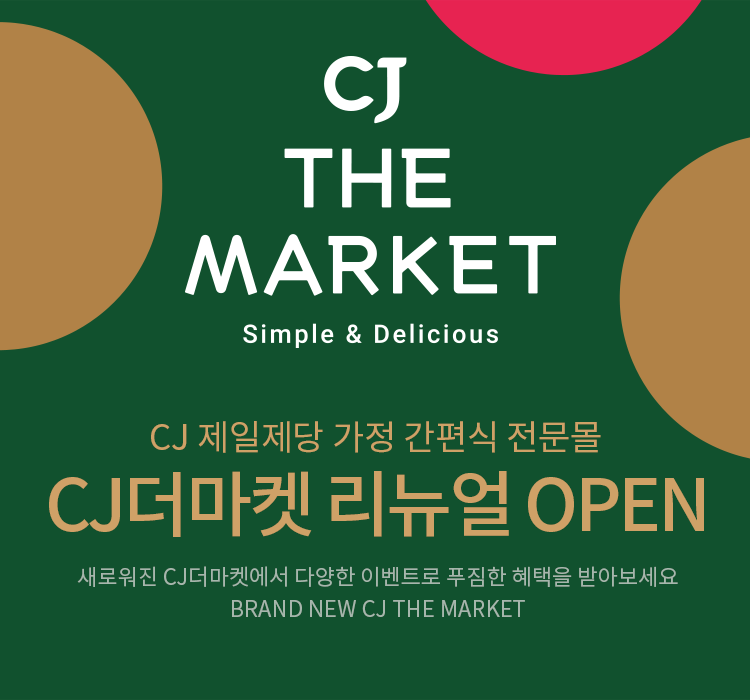 CJ
THE
MARKET
Simple & Delicious
CJ 제일제당 가정 간편식 전문몰
CJ더마켓 리뉴얼 OPEN
새로워진 CJ더마켓에서 다양한 이벤트로 푸짐한 혜택을 받아보세요
BRAND NEW CJ THE MARKET